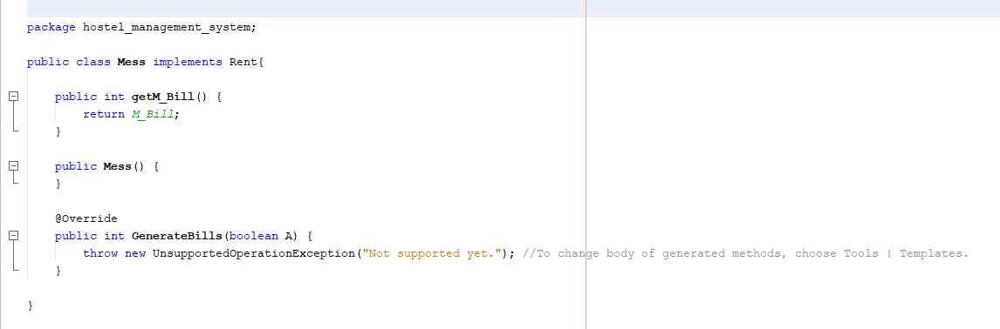 package hostel_management_system;
public class Mess implements Rent{
public int getM_Bill() {
return M_Bill;
}
public Mess() {
}
@Override
public int GenerateBills(boolean A) {
throw new UnsupportedOperationException("Not supported yet."); //To change body of generated methods, choose Tools | Templates.
}
}